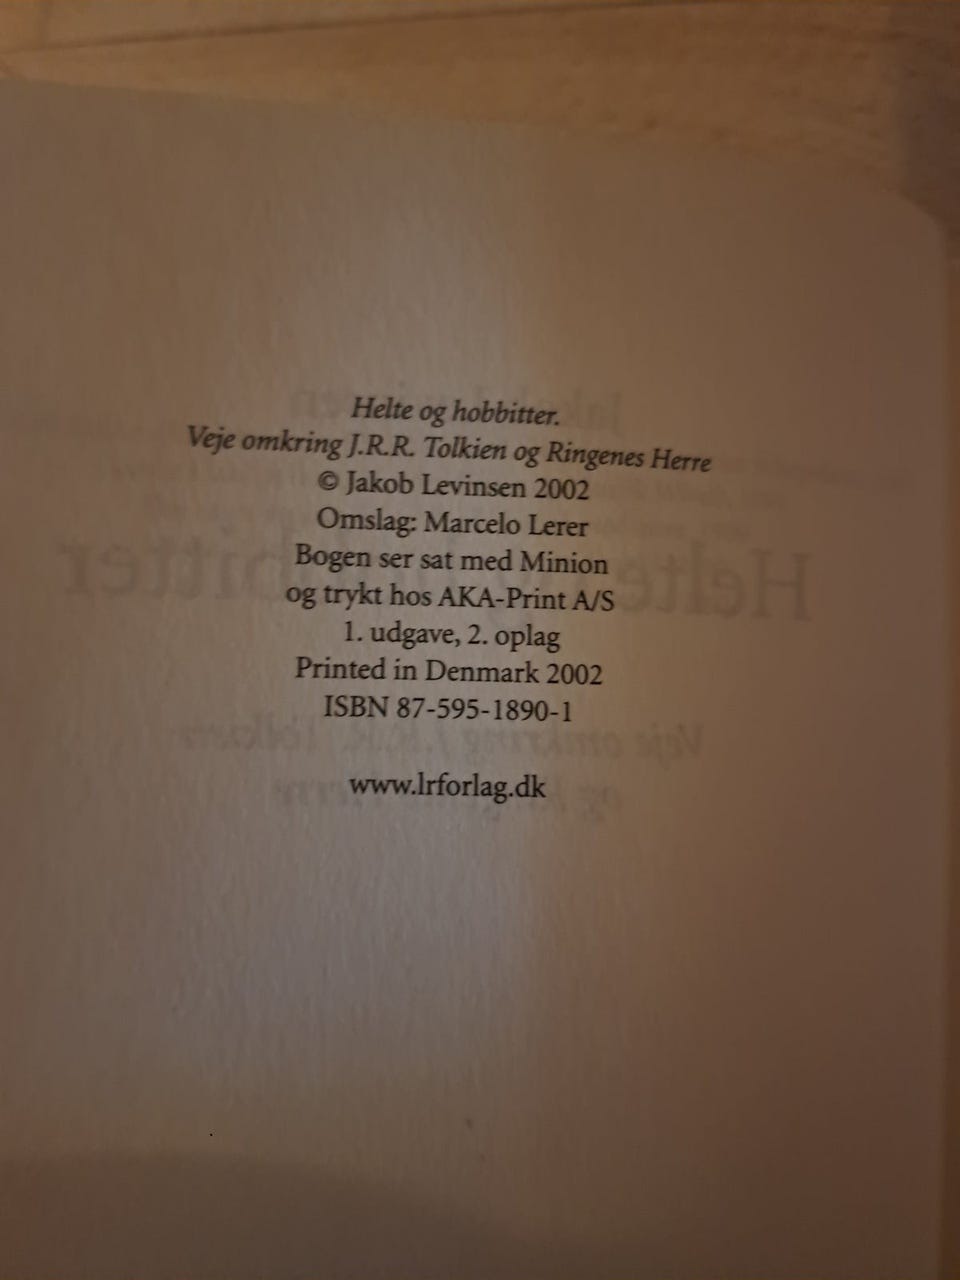 Helte og hobbitter.
Veje omkring J.R.R. Tolkien og Ringenes Herre
© Jakob Levinsen 2002
Omslag: Marcelo Lerer
Bogen ser sat med Minion
og trykt hos AKA-Print A/S
1. udgave, 2. oplag
Printed in Denmark 2002
ISBN 87-595-1890-1
www.lrforlag.dk